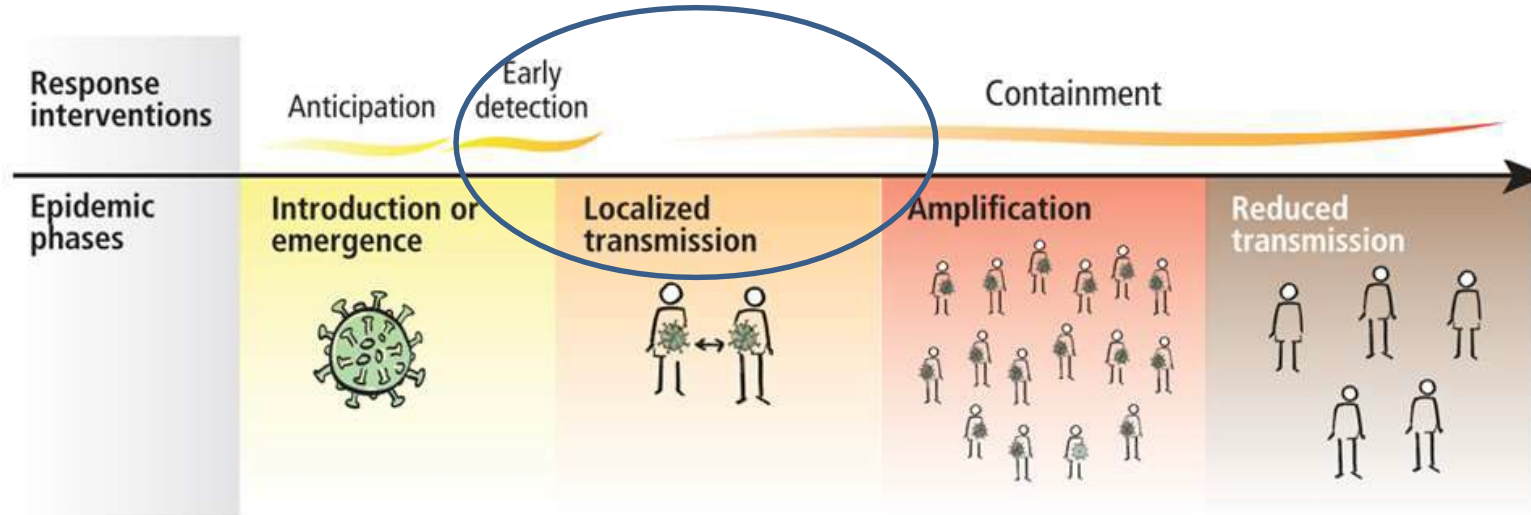 Response
interventions
Anticipation
Early
detection
Containment
Epidemic
phases
Introduction or
emergence
Localized
transmission
Amplification
Reduced
transmission